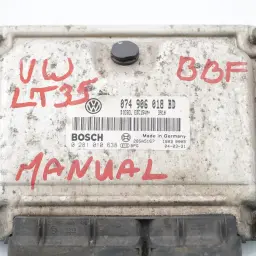 VW
LT35
BBF
074 906 018 BD
BOSCH
Made in Germany
0 281 010 638
MANUAL